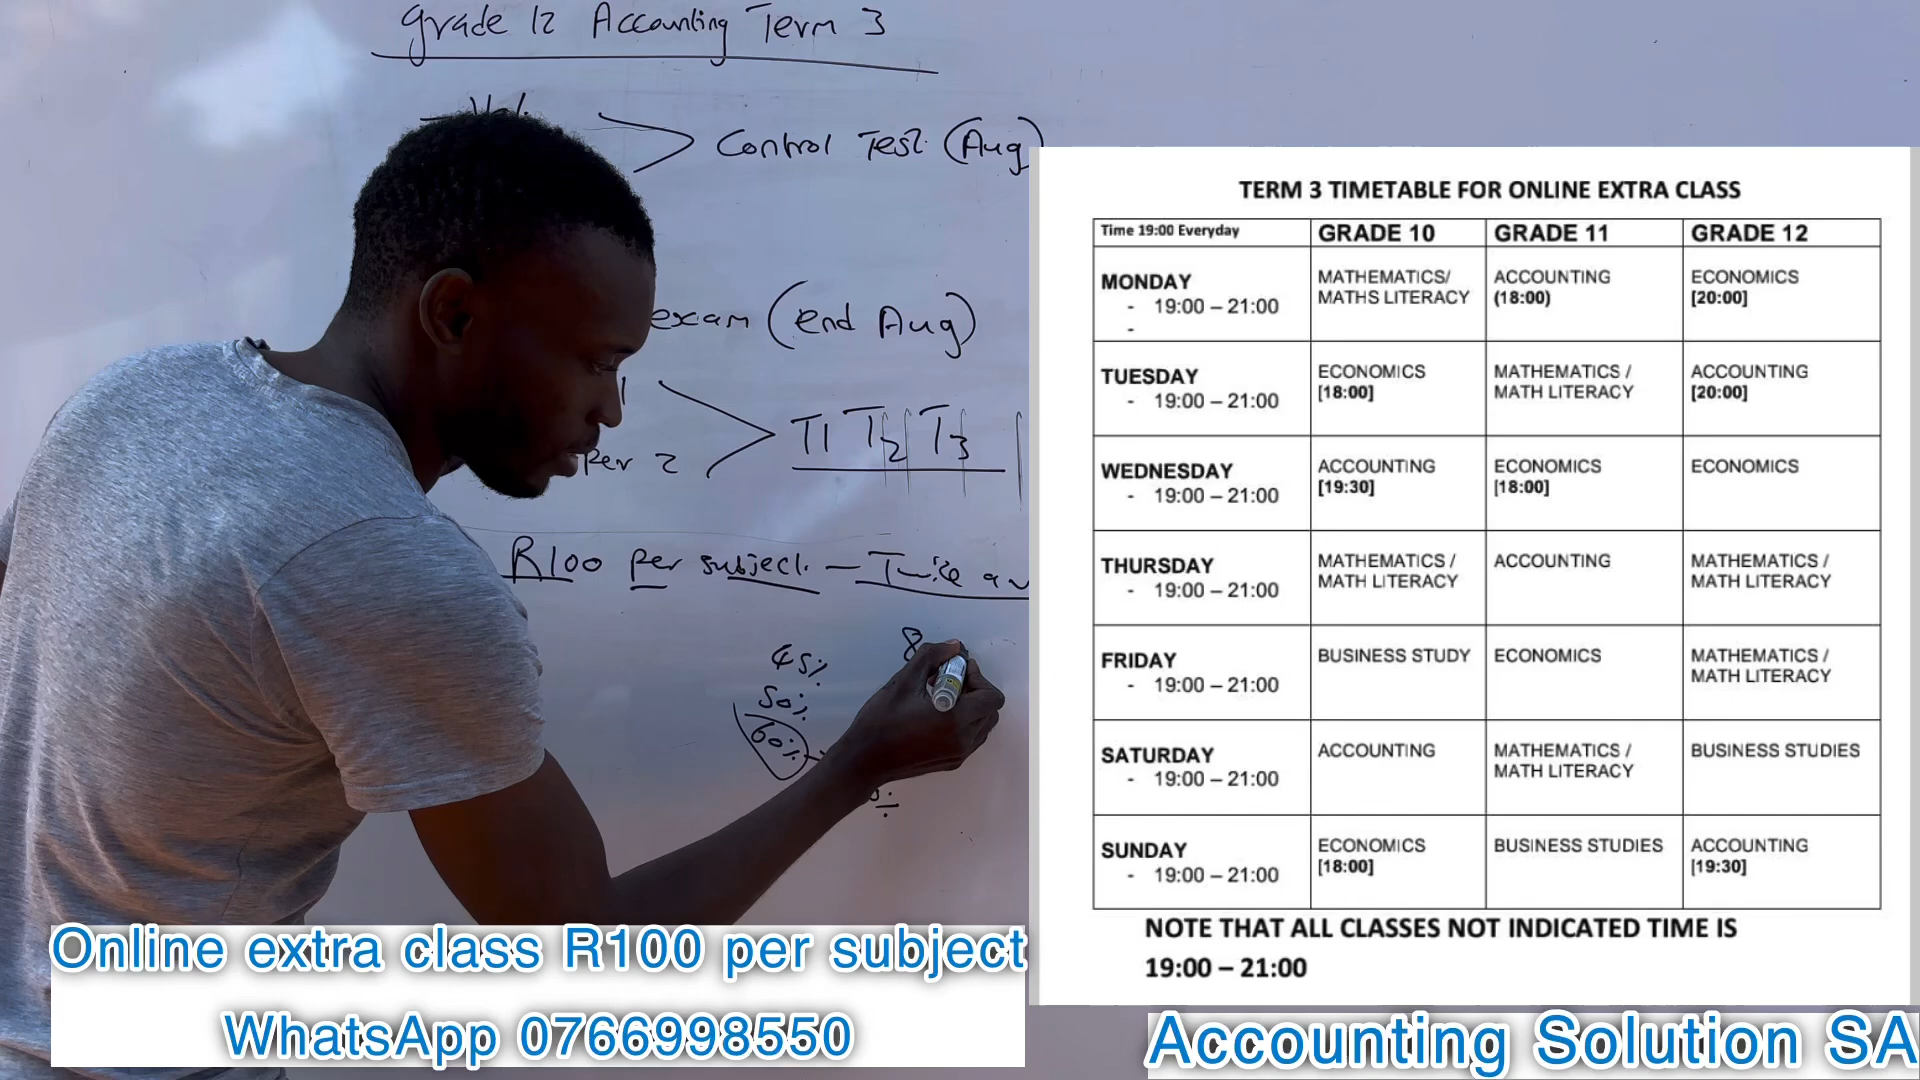 Grade 12 Accounting Term 3
Control Test (Aug)
exam (end Aug)
T1 T2 T3
Per 2
R100 per subject – Twice a
45%
50%
60%
8
TERM 3 TIMETABLE FOR ONLINE EXTRA CLASS
Time 19:00 Everyday GRADE 10 GRADE 11 GRADE 12
MONDAY
- 19:00 – 21:00
-
MATHEMATICS/
MATHS LITERACY
ACCOUNTING
(18:00)
ECONOMICS
[20:00]
TUESDAY
- 19:00 – 21:00
ECONOMICS
[18:00]
MATHEMATICS /
MATH LITERACY
ACCOUNTING
[20:00]
WEDNESDAY
- 19:00 – 21:00
ACCOUNTING
[19:30]
ECONOMICS
[18:00]
ECONOMICS
THURSDAY
- 19:00 – 21:00
MATHEMATICS /
MATH LITERACY
ACCOUNTING
MATHEMATICS /
MATH LITERACY
FRIDAY
- 19:00 – 21:00
BUSINESS STUDY
ECONOMICS
MATHEMATICS /
MATH LITERACY
SATURDAY
- 19:00 – 21:00
ACCOUNTING
MATHEMATICS /
MATH LITERACY
BUSINESS STUDIES
SUNDAY
- 19:00 – 21:00
ECONOMICS
[18:00]
BUSINESS STUDIES
ACCOUNTING
[19:30]
NOTE THAT ALL CLASSES NOT INDICATED TIME IS
19:00 – 21:00
Online extra class R100 per subject
WhatsApp 0766998550
Accounting Solution SA